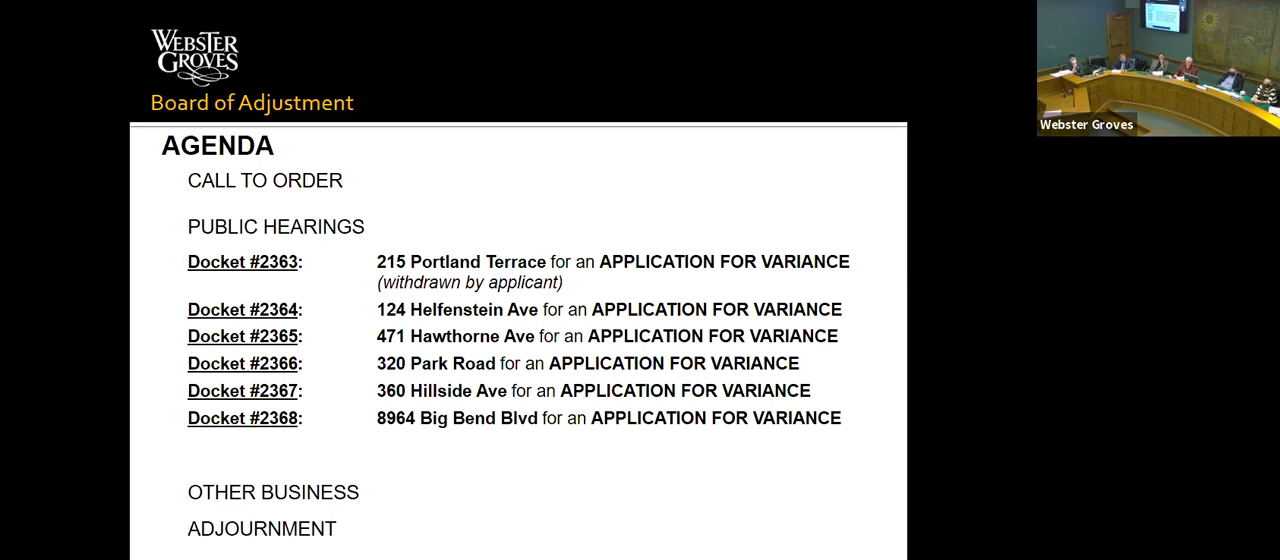 WEBSTER
GROVES
Board of Adjustment
AGENDA
CALL TO ORDER
PUBLIC HEARINGS
Docket #2363: 215 Portland Terrace for an APPLICATION FOR VARIANCE
(withdrawn by applicant)
Docket #2364: 124 Helfenstein Ave for an APPLICATION FOR VARIANCE
Docket #2365: 471 Hawthorne Ave for an APPLICATION FOR VARIANCE
Docket #2366: 320 Park Road for an APPLICATION FOR VARIANCE
Docket #2367: 360 Hillside Ave for an APPLICATION FOR VARIANCE
Docket #2368: 8964 Big Bend Blvd for an APPLICATION FOR VARIANCE
OTHER BUSINESS
ADJOURNMENT
Webster Groves